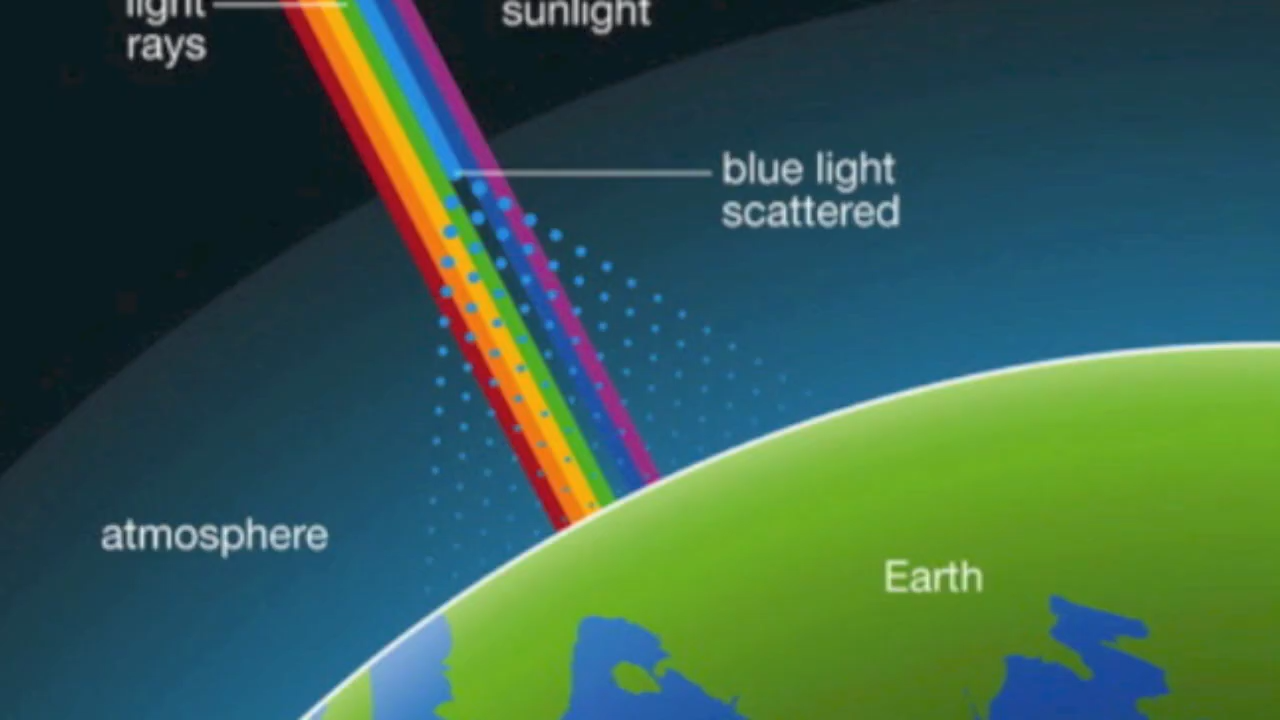 light
rays
sunlight
blue light
scattered
atmosphere
Earth